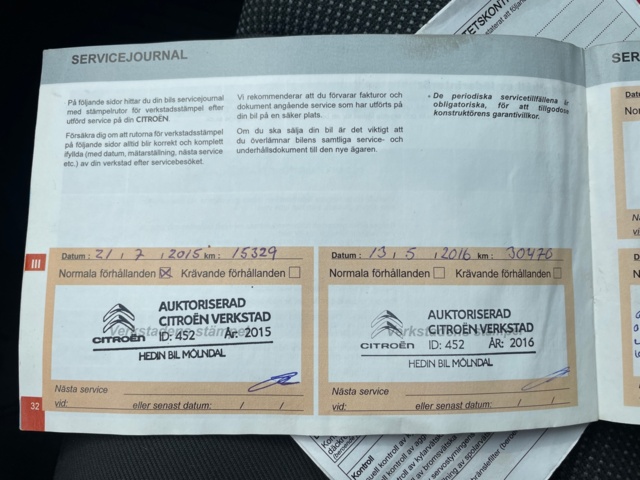 SERVICEJOURNAL
På följande sidor hittar du din bils servicejournal
med stämpelrutor för verkstadsstämpel efter
utförd service på din CITROËN.
Försäkra dig om att rutorna för verkstadsstämpel
på följande sidor alltid blir korrekt och komplett
ifyllda (med datum, mätarställning, nästa service
etc.) av din verkstad efter servicebesöket.
Vi rekommenderar att du förvarar fakturor och
dokument angående service som har utförts på
din bil på en säker plats.
Om du ska sälja din bil är det viktigt att
du överlämnar bilens samtliga service- och
underhållsdokument till den nye ägaren.
- De periodiska servicetillfällena är
obligatoriska, för att tillgodose
konstruktörens garantivillkor.
III
Datum : 21 / 7 / 2015 km : 15329
Normala förhållanden ☒ Krävande förhållanden ☐
Verkstadens stämpel
AUKTORISERAD
CITROËN VERKSTAD
CITROËN ID: 452 ÅR: 2015
HEDIN BIL MÖLNDAL
Nästa service
vid: eller senast datum: / /
Datum : 13 / 5 / 2016 km : 30470
Normala förhållanden ☐ Krävande förhållanden ☐
Verkstadens stämpel
AUKTORISERAD
CITROËN VERKSTAD
CITROËN ID: 452 ÅR: 2016
HEDIN BIL MÖLNDAL
Nästa service
vid: eller senast datum: / /
32
SER
Kontroll